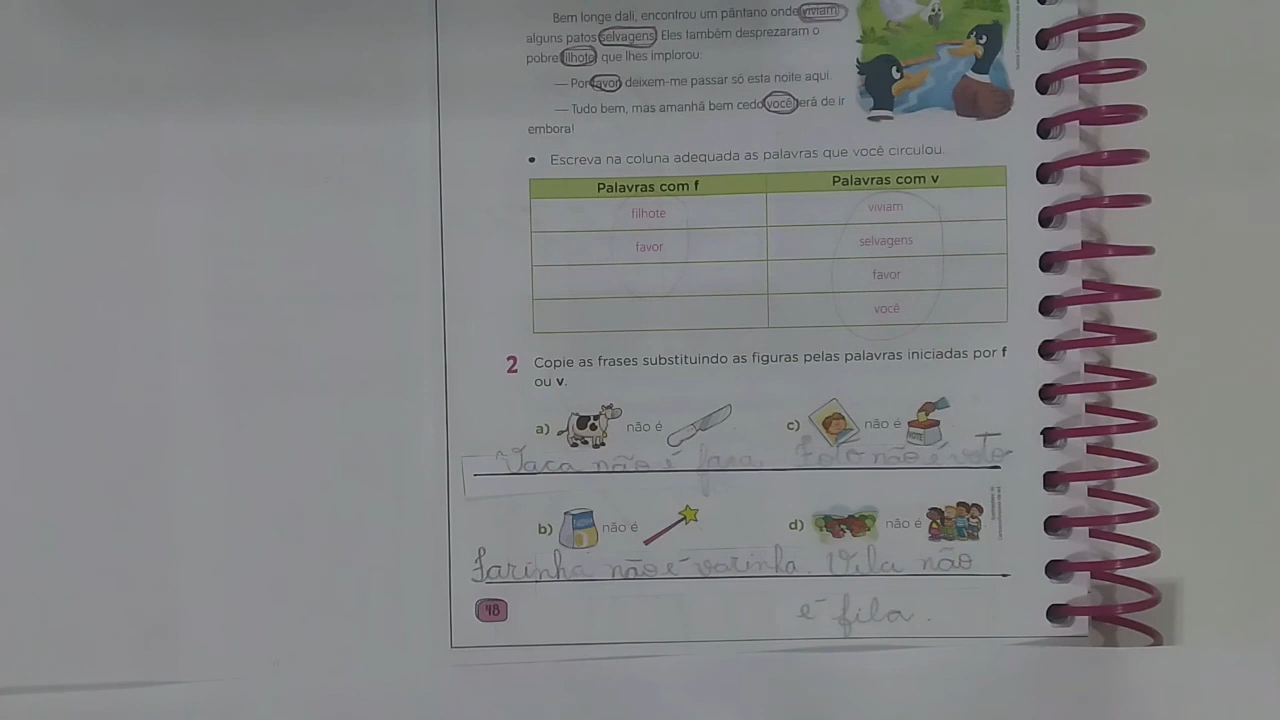 Bem longe dali, encontrou um pântano onde viviam
alguns patos selvagens. Eles também desprezaram o
pobre filhote, que lhes implorou:
— Por favor, deixem-me passar só esta noite aqui.
— Tudo bem, mas amanhã bem cedo você terá de ir
embora!
• Escreva na coluna adequada as palavras que você circulou.
Palavras com f Palavras com v
filhote viviam
favor selvagens
favor
você
2 Copie as frases substituindo as figuras pelas palavras iniciadas por f
ou v.
a) não é c) não é
VOTE
Vaca não é faca. Foto não é voto
b) não é d) não é
Farinha não é varinha. Vila não
é fila.
48